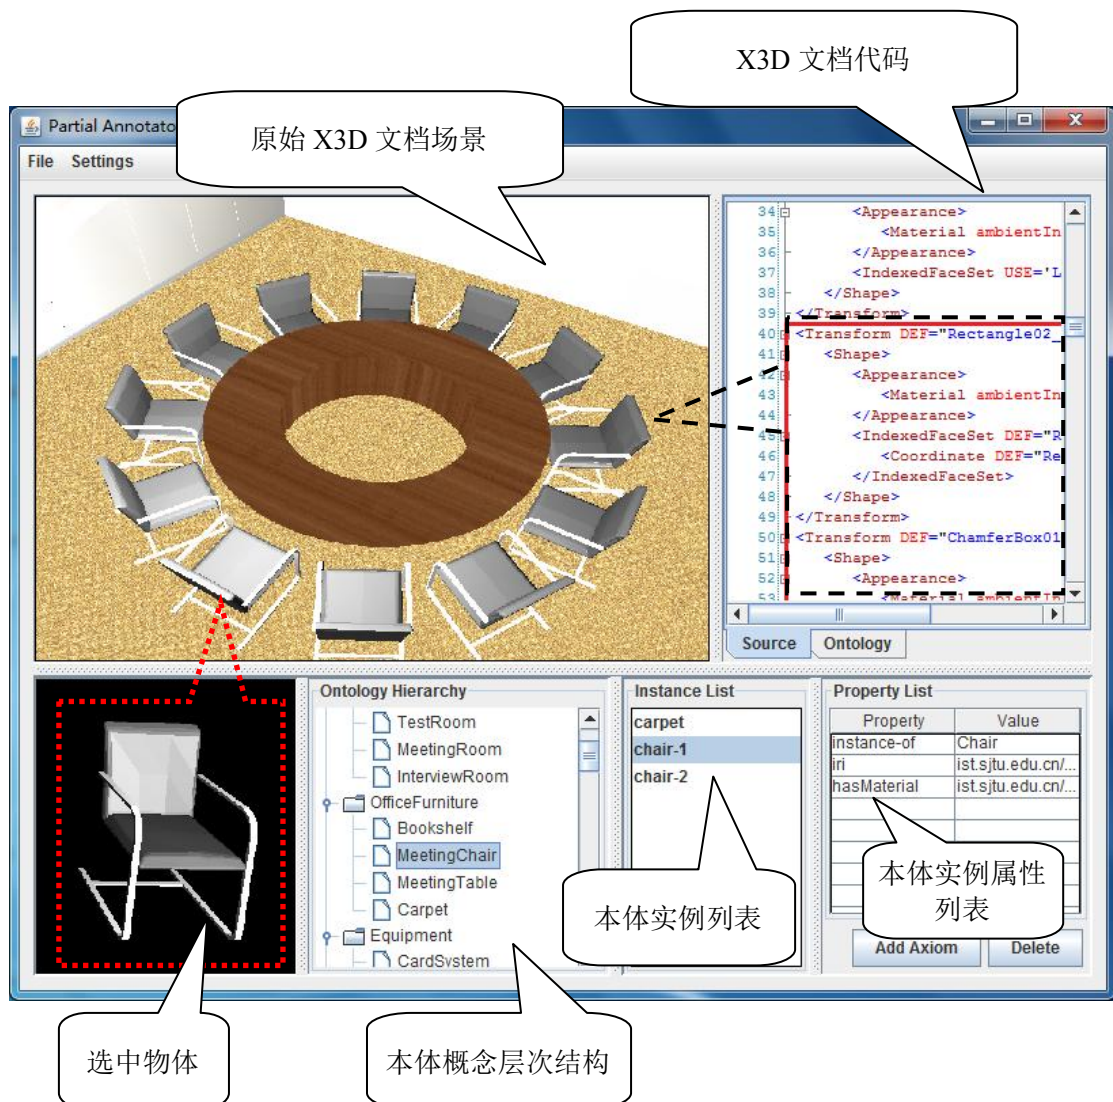 X3D 文档代码
原始 X3D 文档场景
Partial Annotato
File Settings
34 <Appearance>
35 <Material ambientIn
36 </Appearance>
37 <IndexedFaceSet USE='L
38 </Shape>
39 </Transform>
40 <Transform DEF="Rectangle02_
41 <Shape>
42 <Appearance>
43 <Material ambientIn
44 </Appearance>
45 <IndexedFaceSet DEF="R
46 <Coordinate DEF="Re
47 </IndexedFaceSet>
48 </Shape>
49 </Transform>
50 <Transform DEF="ChamferBox01
51 <Shape>
52 <Appearance>
53 <Material ambientIn
Source Ontology
Ontology Hierarchy
TestRoom
MeetingRoom
InterviewRoom
OfficeFurniture
Bookshelf
MeetingChair
MeetingTable
Carpet
Equipment
CardSystem
Instance List
carpet
chair-1
chair-2
本体实例列表
Property List
Property Value
instance-of Chair
iri ist.sjtu.edu.cn/...
hasMaterial ist.sjtu.edu.cn/...
本体实例属性
列表
Add Axiom Delete
选中物体
本体概念层次结构